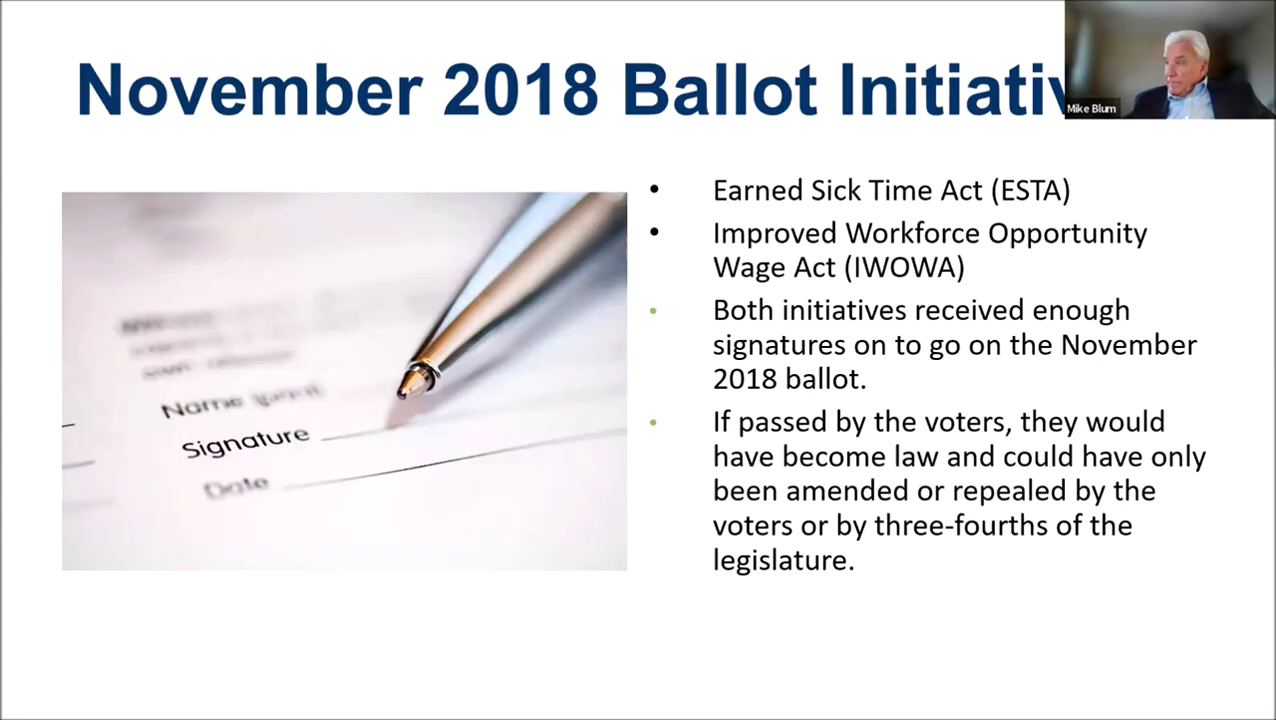 November 2018 Ballot Initiativ
Mike Blum
• Earned Sick Time Act (ESTA)
• Improved Workforce Opportunity
Wage Act (IWOWA)
• Both initiatives received enough
signatures on to go on the November
2018 ballot.
• If passed by the voters, they would
have become law and could have only
been amended or repealed by the
voters or by three-fourths of the
legislature.
Name (print)
Signature
Date